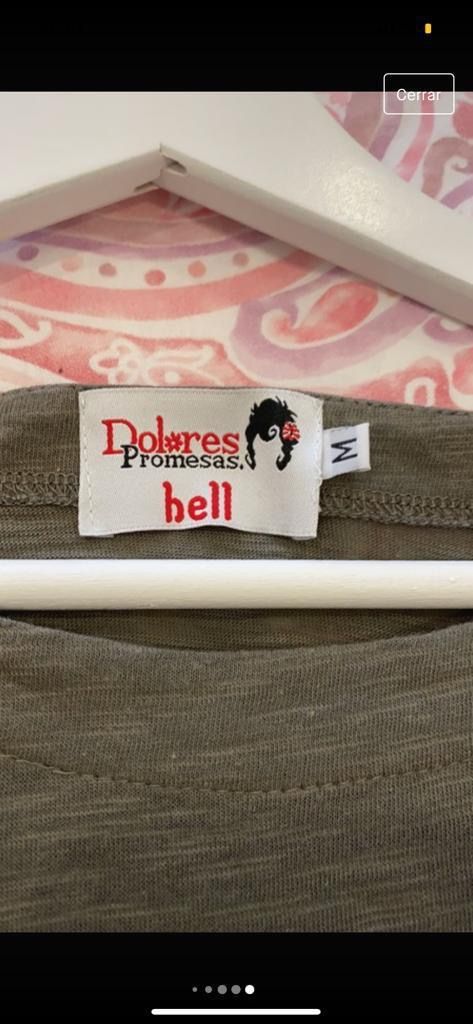 Cerrar
Dolores
Promesas.
hell
M